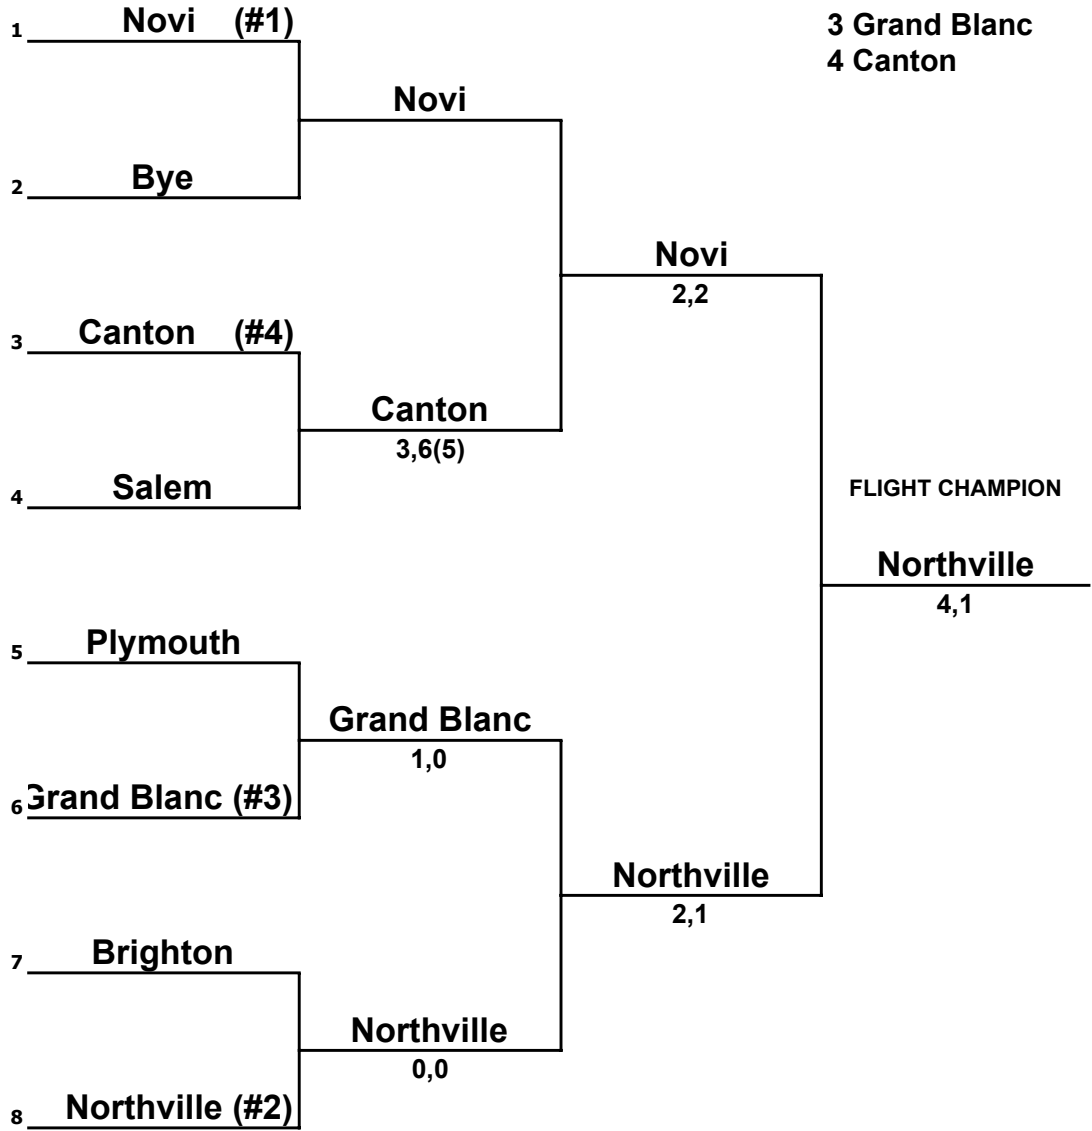 1 Novi (#1)
3 Grand Blanc
4 Canton
Novi
2 Bye
Novi
2,2
3 Canton (#4)
Canton
3,6(5)
4 Salem
FLIGHT CHAMPION
Northville
4,1
5 Plymouth
Grand Blanc
1,0
6 Grand Blanc (#3)
Northville
2,1
7 Brighton
Northville
0,0
8 Northville (#2)